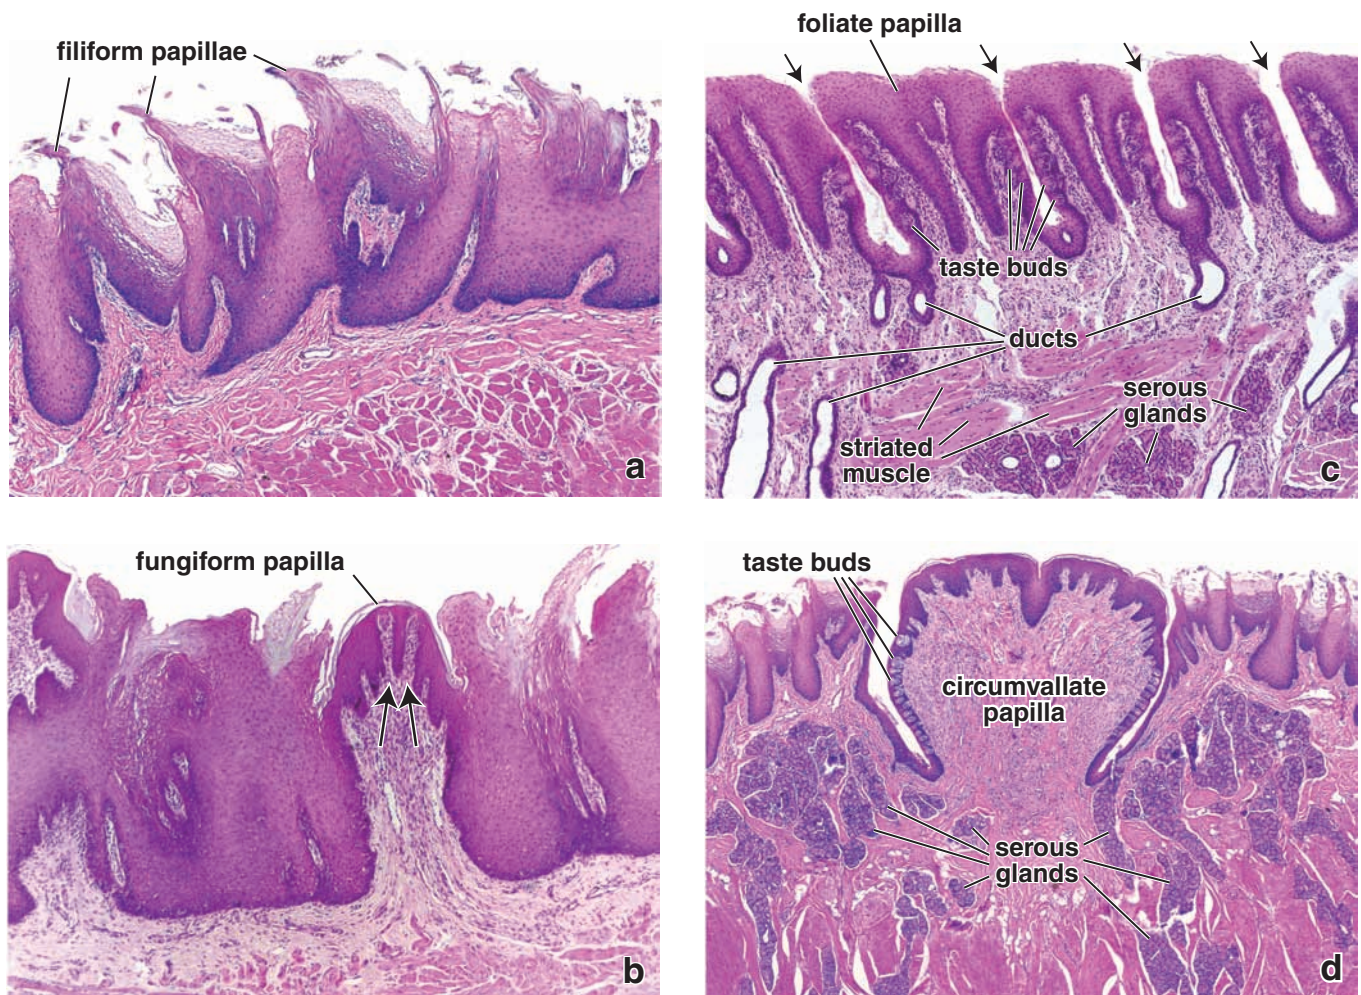 filiform papillae
a
fungiform papilla
b
foliate papilla
taste buds
ducts
serous
glands
striated
muscle
c
taste buds
circumvallate
papilla
serous
glands
d